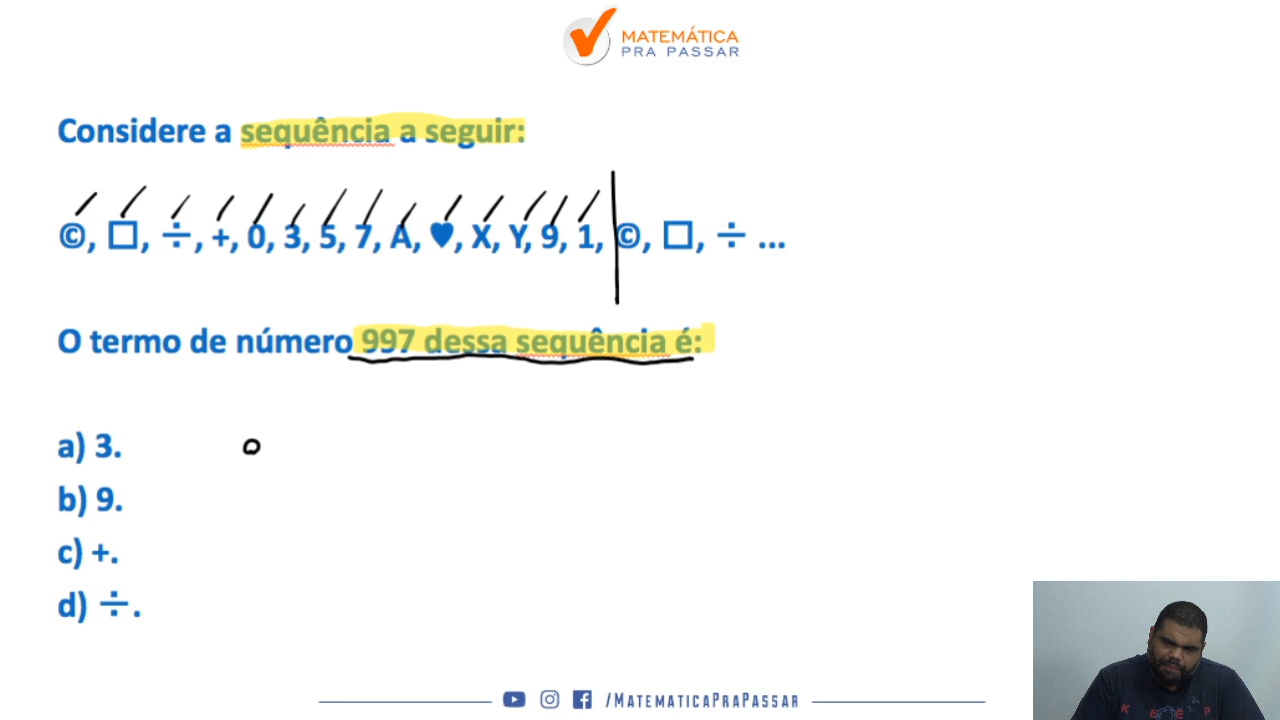 MATEMÁTICA
PRA PASSAR
Considere a sequência a seguir:
©, □, ÷, +, 0, 3, 5, 7, A, ♥, X, Y, 9, 1, ©, □, ÷ ...
O termo de número 997 dessa sequência é:
a) 3.
b) 9.
c) +.
d) ÷.
/MatematicaPraPassar